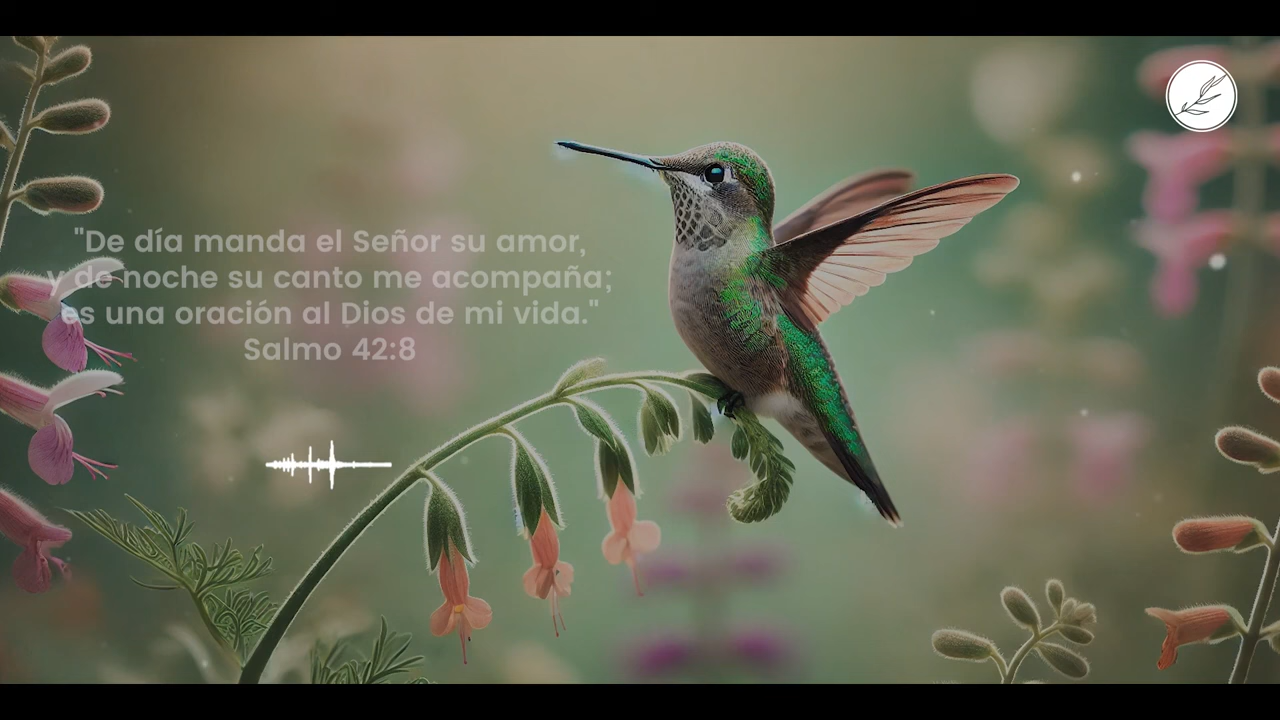 "De día manda el Señor su amor,
y de noche su canto me acompaña;
es una oración al Dios de mi vida."
Salmo 42:8